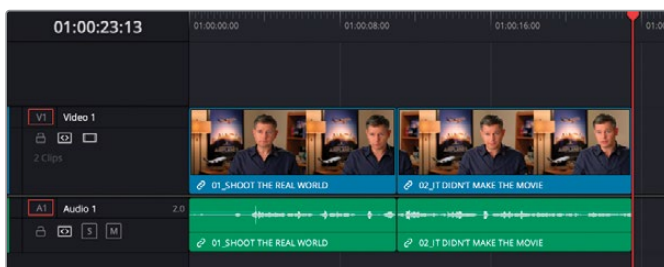 01:00:23:13
01:00:00:00
01:00:08:00
01:00:16:00
V1 Video 1
2 Clips
01_SHOOT THE REAL WORLD
02_IT DIDN'T MAKE THE MOVIE
A1 Audio 1 2.0
S M
01_SHOOT THE REAL WORLD
02_IT DIDN'T MAKE THE MOVIE